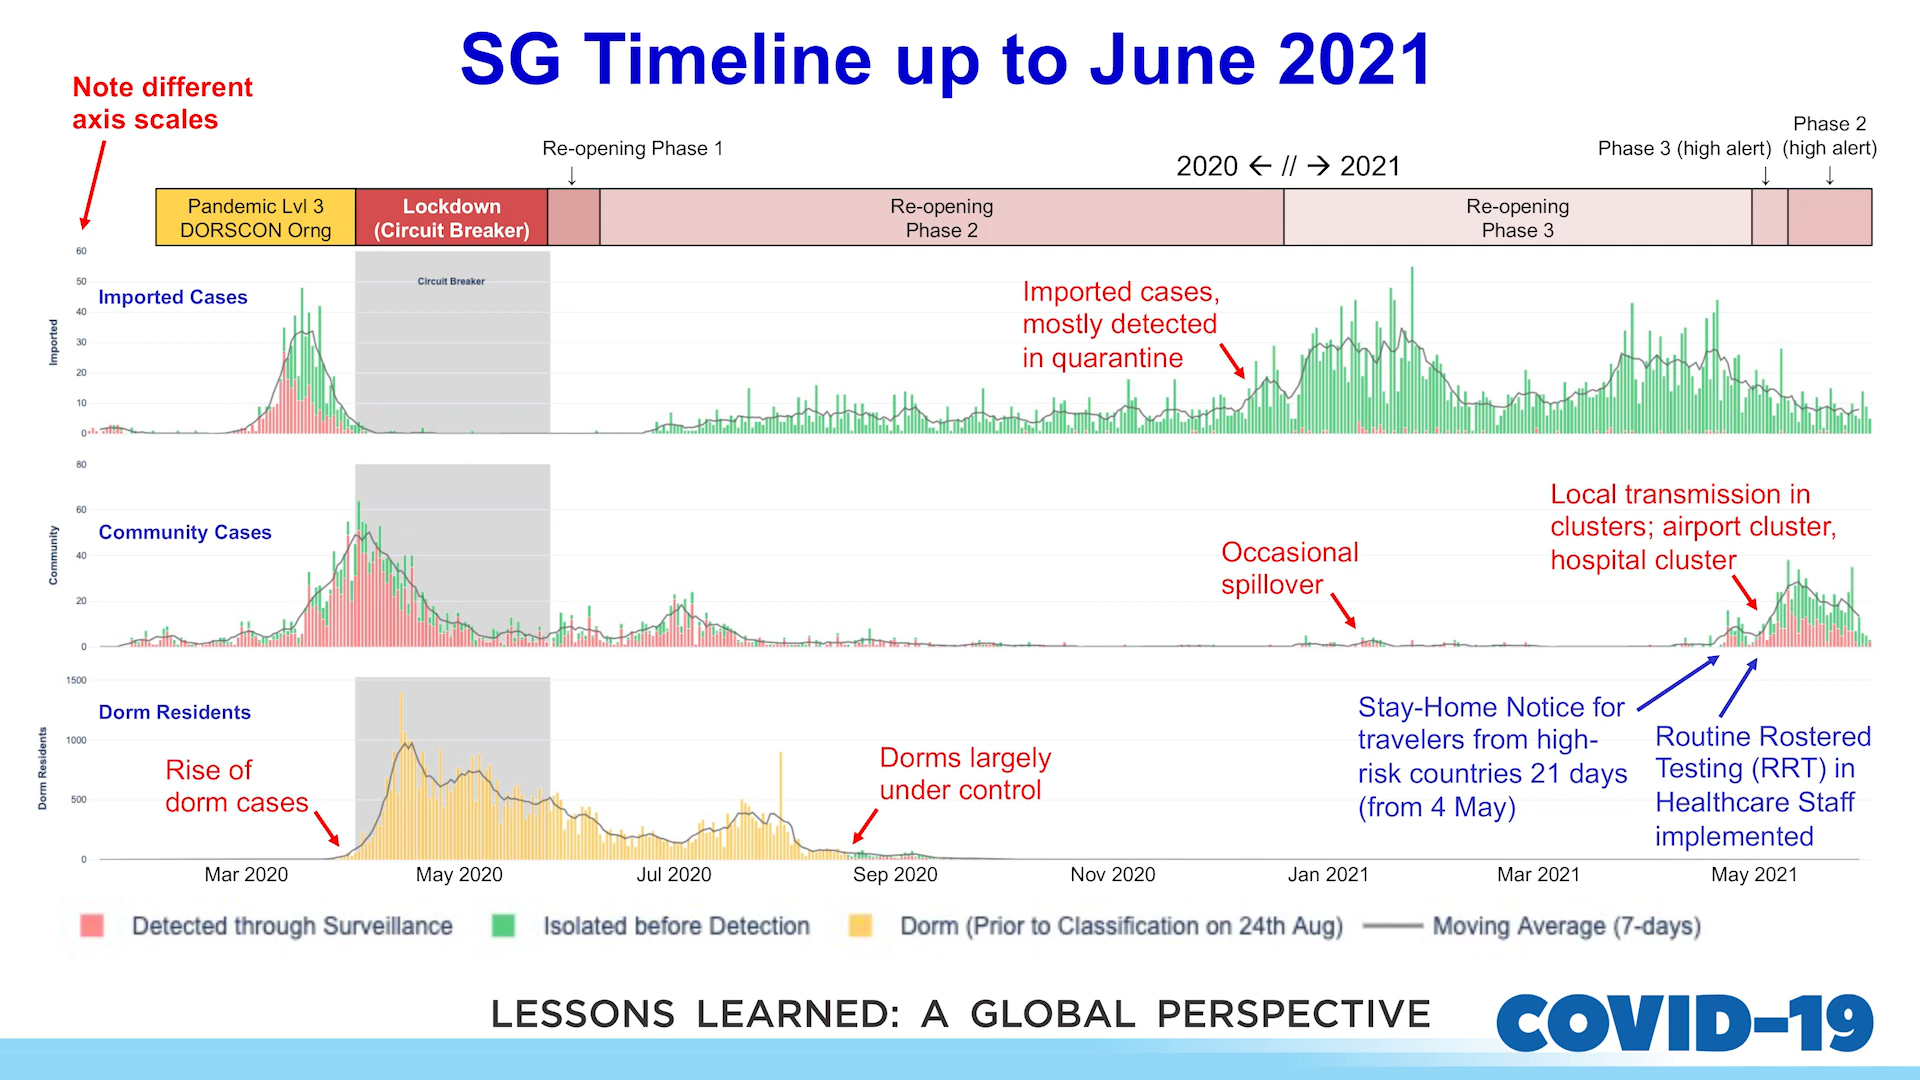 SG Timeline up to June 2021
Note different
axis scales
Re-opening Phase 1
2020 ← // → 2021
Phase 3 (high alert)
Phase 2
(high alert)
↓
↓
↓
Pandemic Lvl 3
DORSCON Orng
Lockdown
(Circuit Breaker)
Re-opening
Phase 2
Re-opening
Phase 3
60
50
40
30
20
10
0
Imported
Imported Cases
Circuit Breaker
Imported cases,
mostly detected
in quarantine
80
60
40
20
0
Community
Community Cases
Occasional
spillover
Local transmission in
clusters; airport cluster,
hospital cluster
1500
1000
500
0
Dorm Residents
Dorm Residents
Rise of
dorm cases
Dorms largely
under control
Stay-Home Notice for
travelers from high-
risk countries 21 days
(from 4 May)
Routine Rostered
Testing (RRT) in
Healthcare Staff
implemented
Mar 2020
May 2020
Jul 2020
Sep 2020
Nov 2020
Jan 2021
Mar 2021
May 2021
Detected through Surveillance
Isolated before Detection
Dorm (Prior to Classification on 24th Aug)
Moving Average (7-days)
LESSONS LEARNED: A GLOBAL PERSPECTIVE
COVID-19